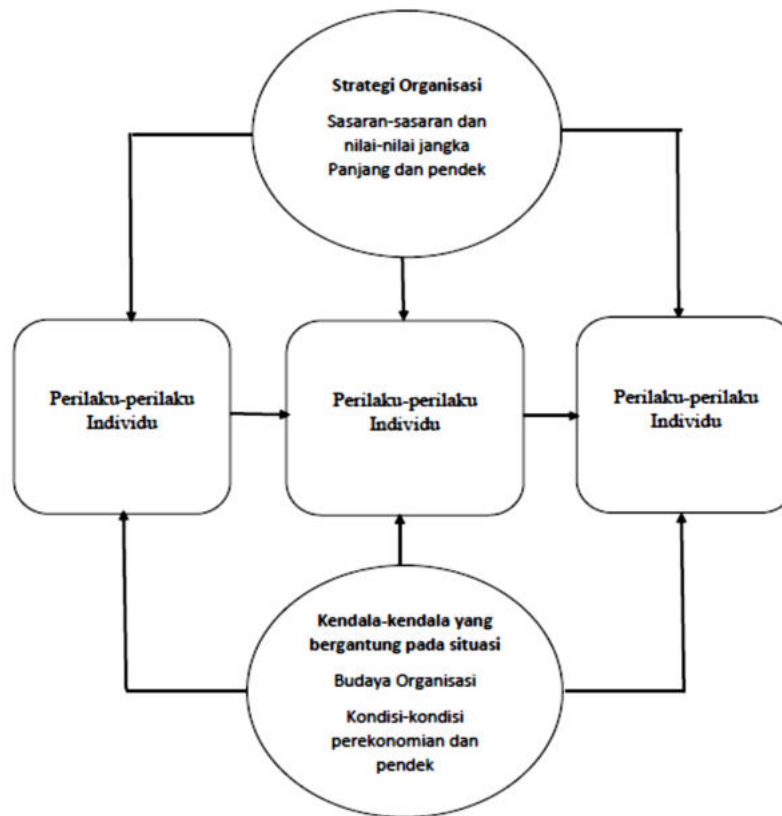 Strategi Organisasi
Sasaran-sasaran dan
nilai-nilai jangka
Panjang dan pendek
Perilaku-perilaku
Individu
Perilaku-perilaku
Individu
Perilaku-perilaku
Individu
Kendala-kendala yang
bergantung pada situasi
Budaya Organisasi
Kondisi-kondisi
perekonomian dan
pendek